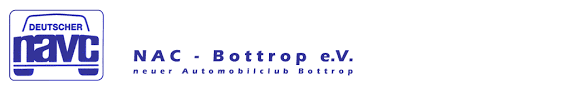 DEUTSCHER
navc
NAC - Bottrop e.V.
neuer Automobilclub Bottrop